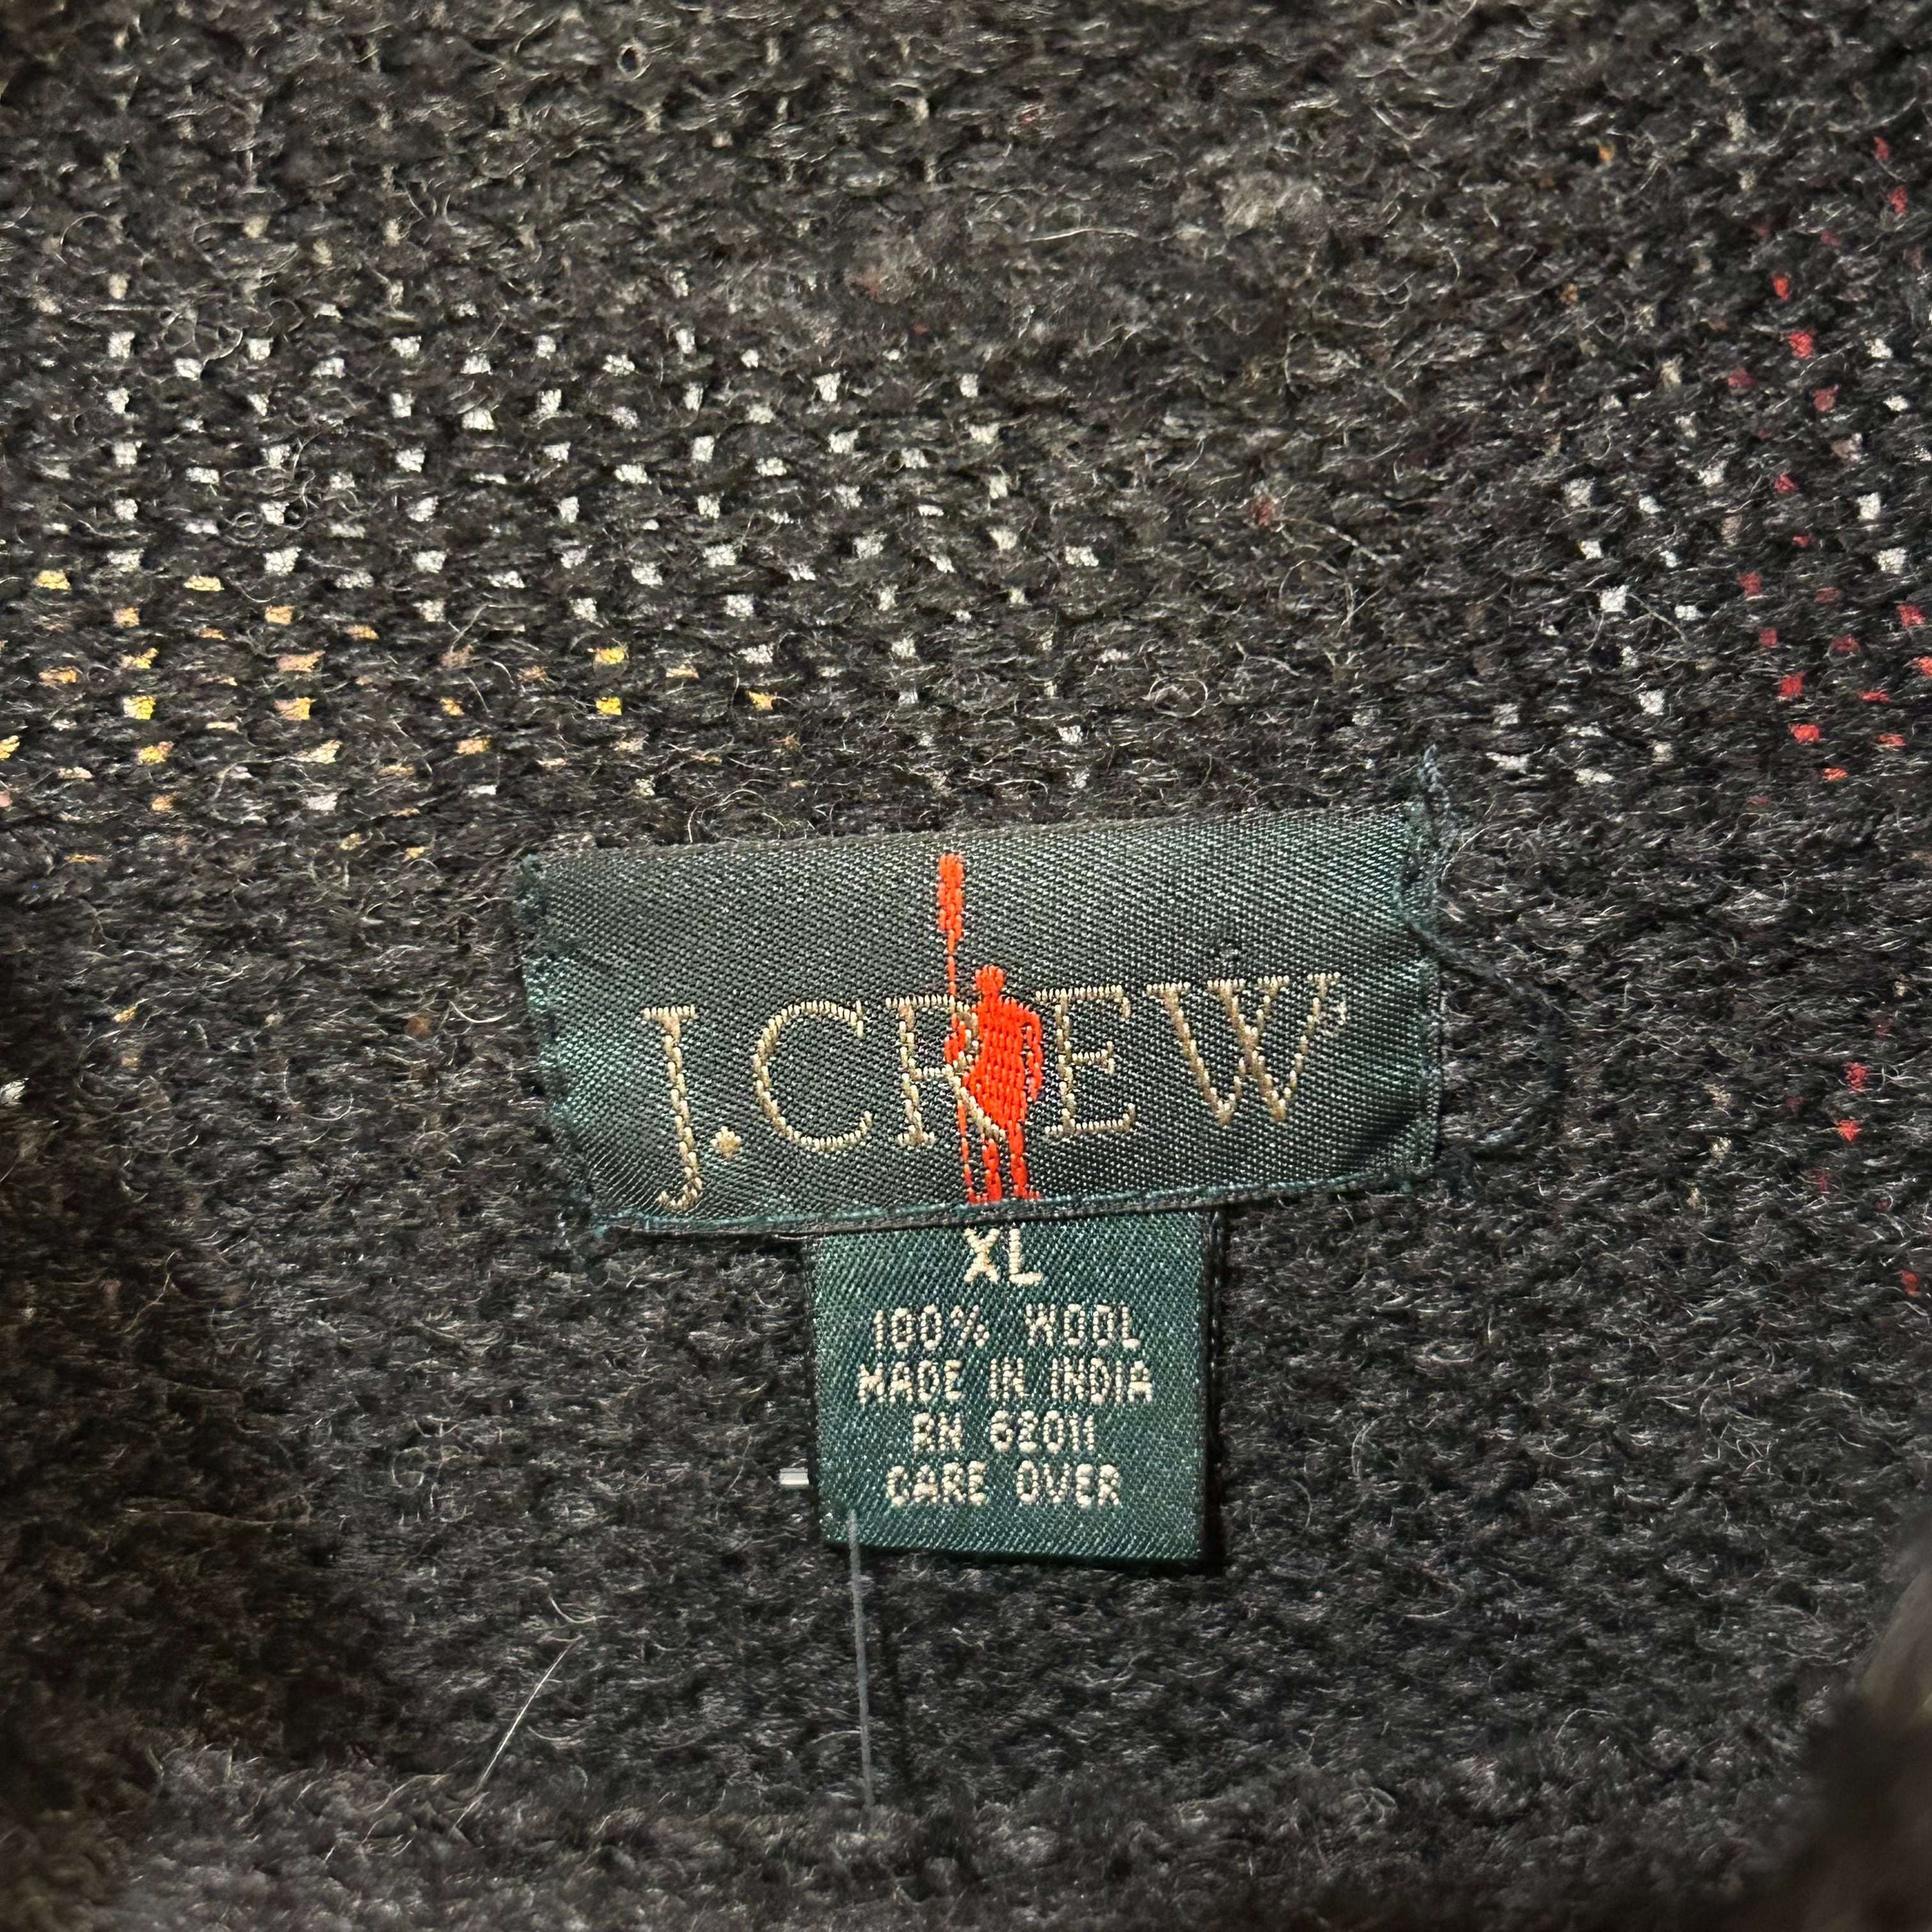 J.CREW
XL
100% WOOL
MADE IN INDIA
RN 62011
CARE OVER